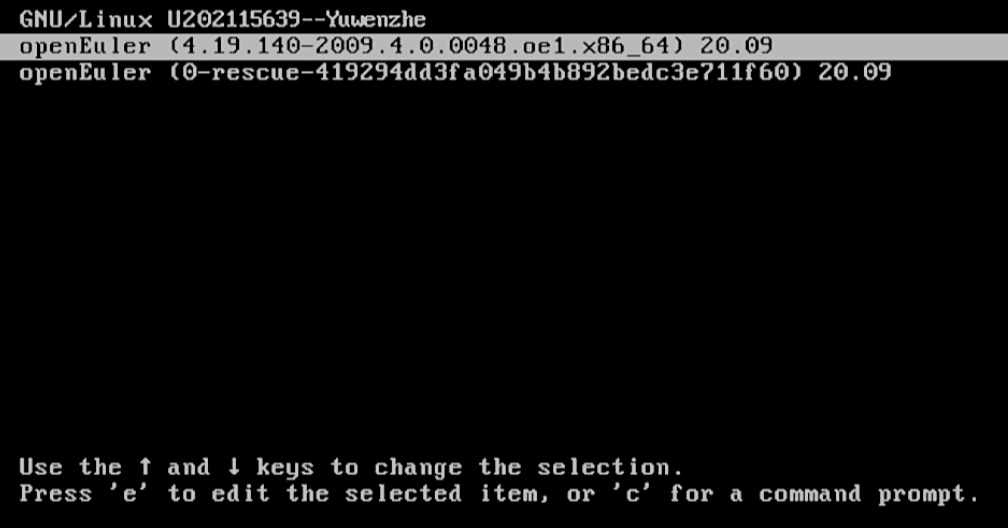 GNU/Linux U202115639--Yuwenzhe
openEuler (4.19.140-2009.4.0.0048.oe1.x86_64) 20.09
openEuler (0-rescue-419294dd3fa049b4b892bedc3e711f60) 20.09
Use the ↑ and ↓ keys to change the selection.
Press 'e' to edit the selected item, or 'c' for a command prompt.